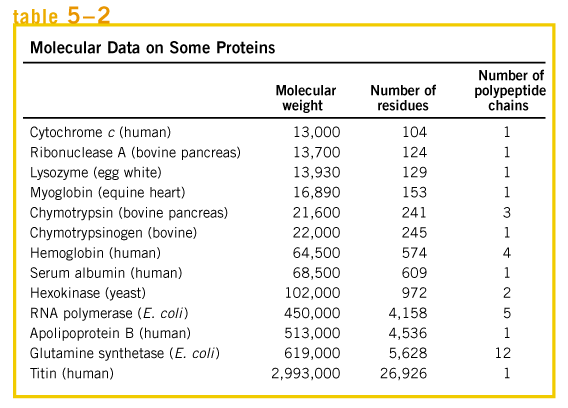 table 5–2
Molecular Data on Some Proteins
Molecular weight Number of residues Number of polypeptide chains
Cytochrome c (human) 13,000 104 1
Ribonuclease A (bovine pancreas) 13,700 124 1
Lysozyme (egg white) 13,930 129 1
Myoglobin (equine heart) 16,890 153 1
Chymotrypsin (bovine pancreas) 21,600 241 3
Chymotrypsinogen (bovine) 22,000 245 1
Hemoglobin (human) 64,500 574 4
Serum albumin (human) 68,500 609 1
Hexokinase (yeast) 102,000 972 2
RNA polymerase (E. coli) 450,000 4,158 5
Apolipoprotein B (human) 513,000 4,536 1
Glutamine synthetase (E. coli) 619,000 5,628 12
Titin (human) 2,993,000 26,926 1